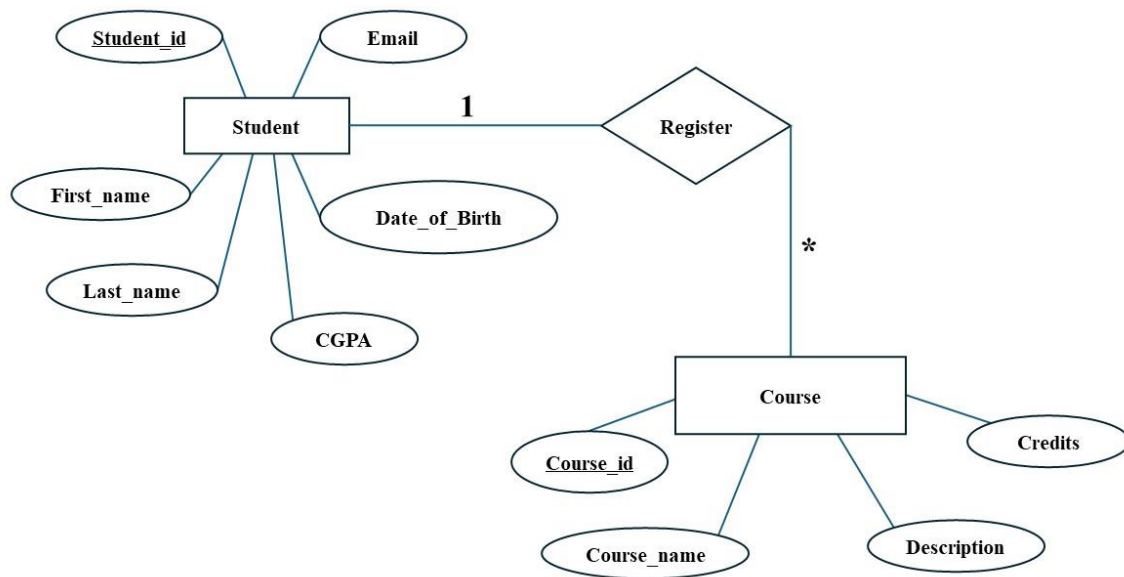 Student_id
Email
1
Register
Student
First_name
Date_of_Birth
*
Last_name
CGPA
Course
Credits
Course_id
Course_name
Description